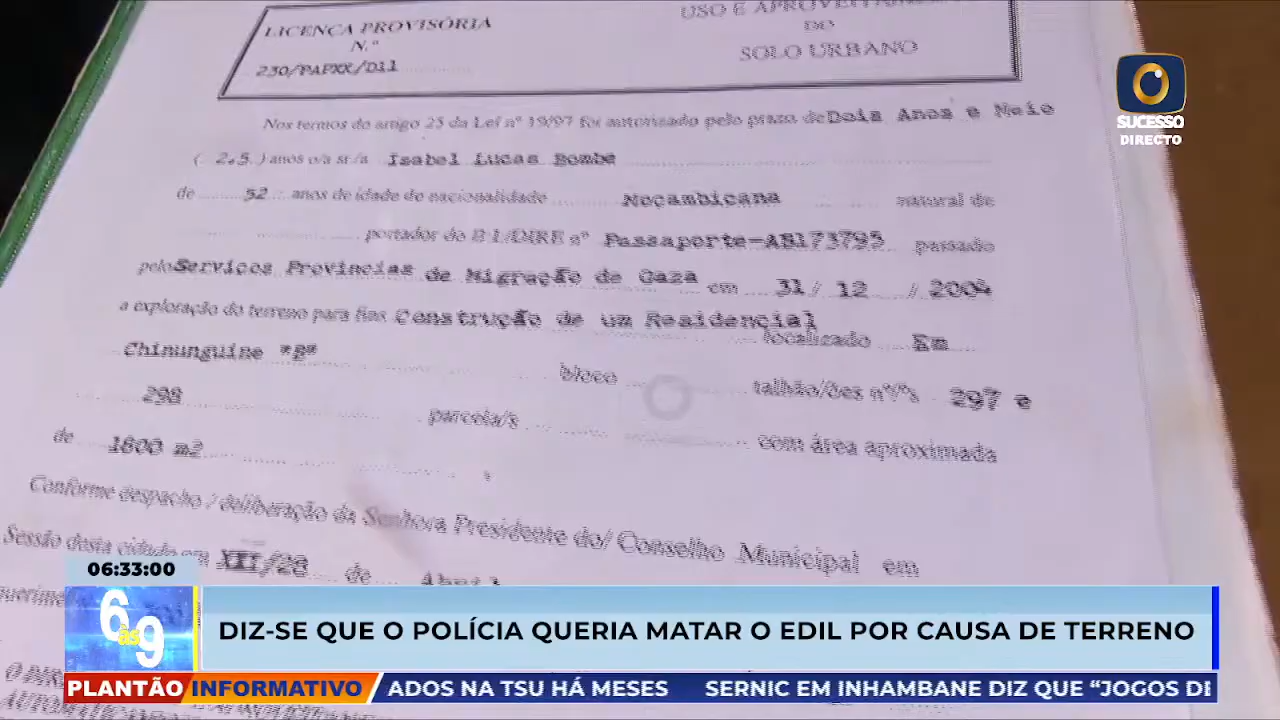 LICENÇA PROVISÓRIA
N.º
230/PAPXX/D11
USO E APROVEITAMENTO
DO
SOLO URBANO
Nos termos do artigo 25 da Lei nº 19/97 foi autorizado pelo prazo de Dois Anos e Meio
( 2.5 ) anos o/a sr/a Isabel Lucas Bombe
de 52 anos de idade de nacionalidade Moçambicana natural de
portador do B I./DIRE nº Passaporte-AB173795 passado
pelo Serviços Provincias de Migração de Gaza em 31 / 12 / 2004
a exploração do terreno para fins Construção de um Residencial
localizado Em
Chinunguine "B"
bloco talhão/ões nº/ºs 297 e
298 parcela/s
com área aproximada
de 1800 m2
Conforme despacho / deliberação da Senhora Presidente do/ Conselho Municipal em
Sessão desta cidade em XII/28 de Abril
SUCESSO
DIRECTO
06:33:00
6 às 9
DIZ-SE QUE O POLÍCIA QUERIA MATAR O EDIL POR CAUSA DE TERRENO
PLANTÃO INFORMATIVO ADOS NA TSU HÁ MESES SERNIC EM INHAMBANE DIZ QUE “JOGOS DE